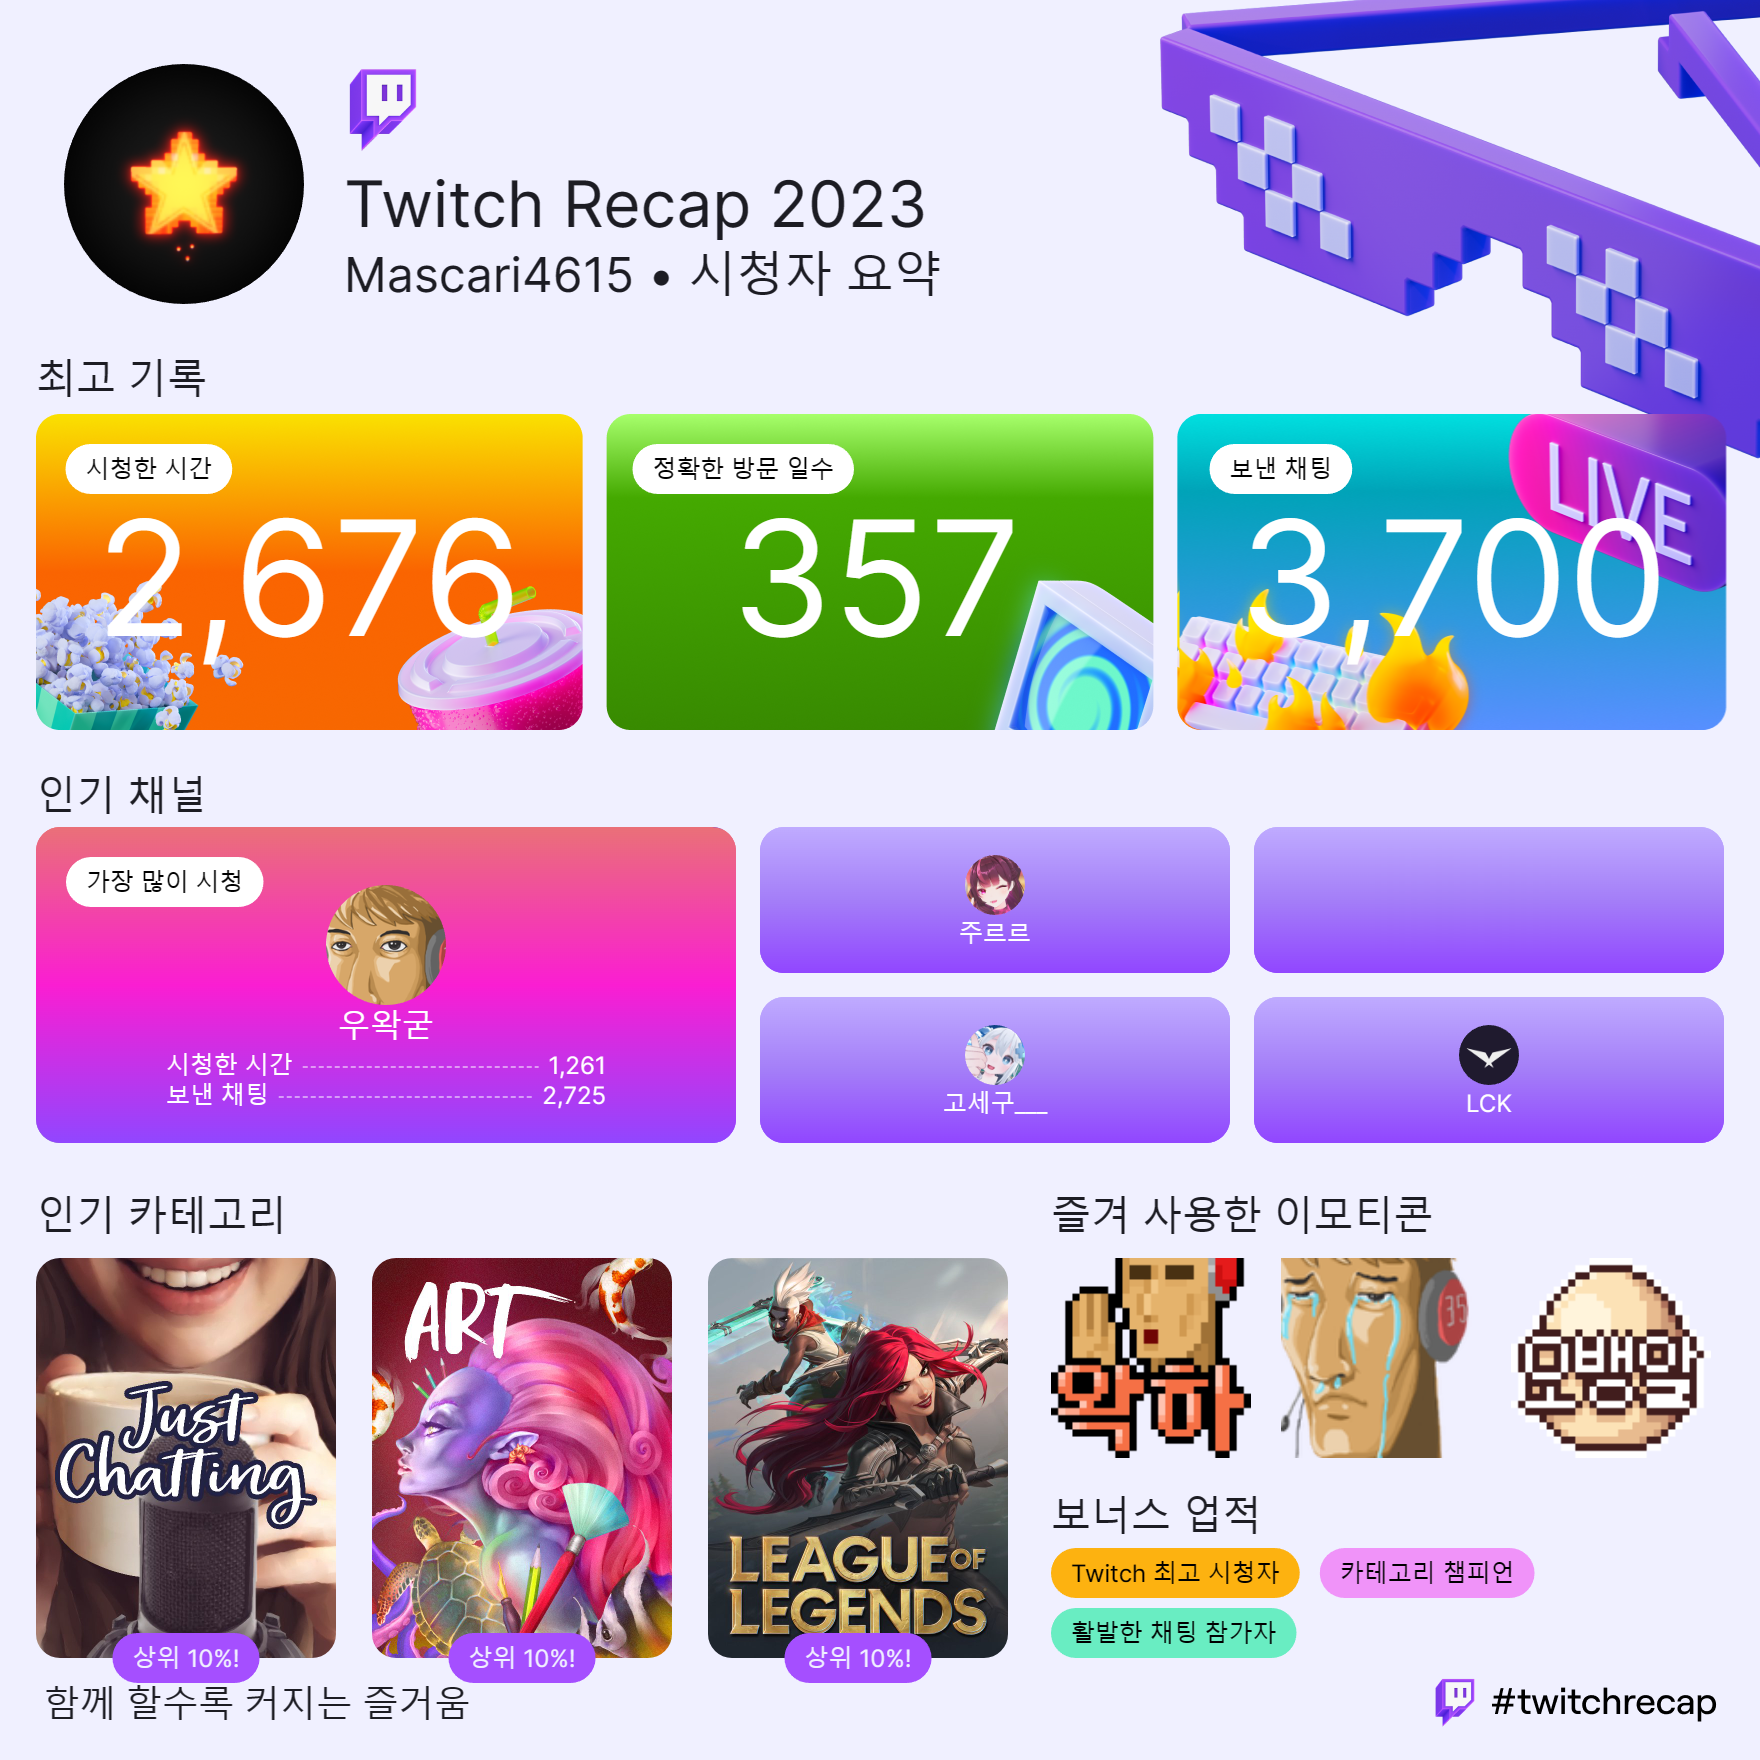 Twitch Recap 2023
Mascari4615 • 시청자 요약
최고 기록
시청한 시간
2,676
정확한 방문 일수
357
보낸 채팅
3,700
LIVE
인기 채널
가장 많이 시청
우왁굳
시청한 시간 1,261
보낸 채팅 2,725
주르르
고세구___
LCK
인기 카테고리
Just
Chatting
상위 10%!
ART
상위 10%!
LEAGUE OF
LEGENDS
상위 10%!
즐겨 사용한 이모티콘
왁하
35
보너스 업적
Twitch 최고 시청자
카테고리 챔피언
활발한 채팅 참가자
함께 할수록 커지는 즐거움
#twitchrecap